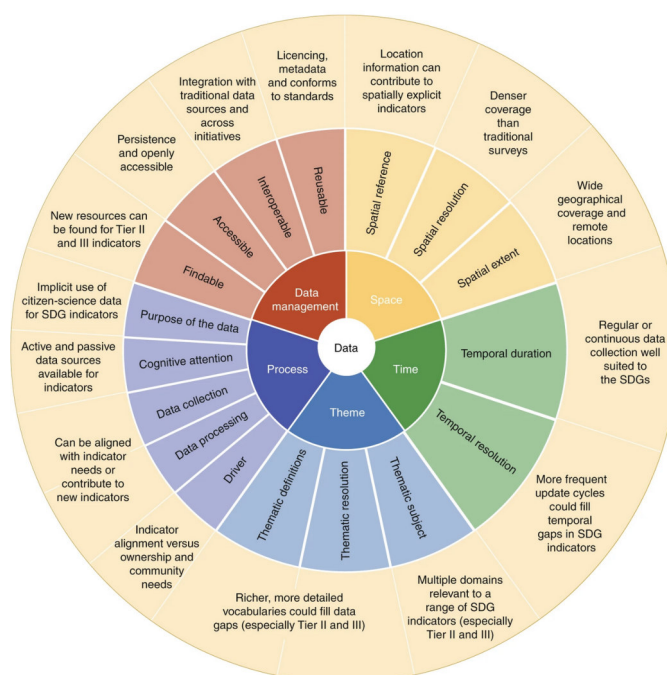 Licencing,
metadata
and conforms
to standards
Location
information can
contribute to
spatially explicit
indicators
Integration with
traditional data
sources and
across
initiatives
Denser
coverage
than
traditional
surveys
Persistence
and openly
accessible
Wide
geographical
coverage and
remote
locations
New resources can
be found for Tier II
and III indicators
Implicit use of
citizen-science data
for SDG indicators
Regular or
continuous data
collection well
suited to
the SDGs
Active and passive
data sources
available for
indicators
Can be aligned
with indicator
needs or
contribute to
new indicators
More frequent
update cycles
could fill
temporal
gaps in SDG
indicators
Indicator
alignment versus
ownership and
community
needs
Richer, more detailed
vocabularies could fill data
gaps (especially Tier II and III)
Multiple domains
relevant to a
range of SDG
indicators (especially
Tier II and III)
Reusable
Interoperable
Accessible
Findable
Spatial reference
Spatial resolution
Spatial extent
Purpose of the data
Cognitive attention
Data collection
Data processing
Driver
Temporal duration
Temporal resolution
Thematic definitions
Thematic resolution
Thematic subject
Data
management
Space
Process
Data
Time
Theme